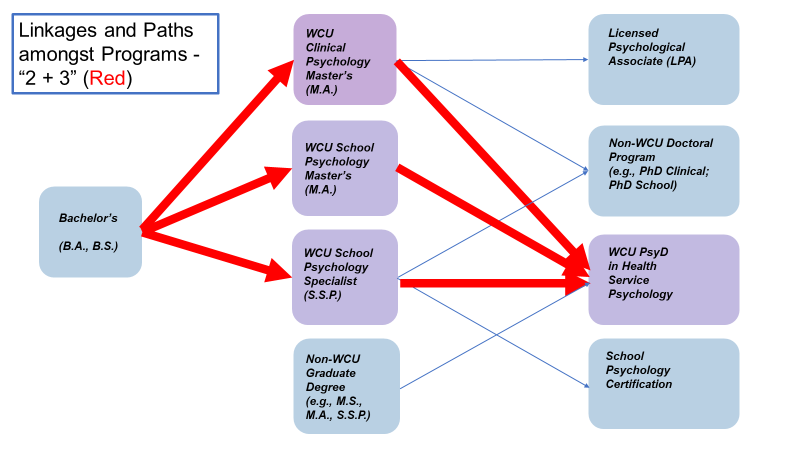 Linkages and Paths
amongst Programs -
“2 + 3” (Red)
WCU
Clinical
Psychology
Master’s
(M.A.)
WCU School
Psychology
Master’s
(M.A.)
Bachelor’s
(B.A., B.S.)
WCU School
Psychology
Specialist
(S.S.P.)
Non-WCU
Graduate
Degree
(e.g., M.S.,
M.A., S.S.P.)
Licensed
Psychological
Associate (LPA)
Non-WCU Doctoral
Program
(e.g., PhD Clinical;
PhD School)
WCU PsyD
in Health
Service
Psychology
School
Psychology
Certification